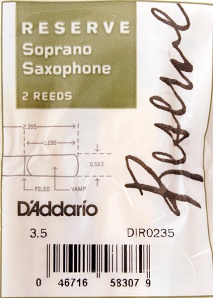 RESERVE
Soprano
Saxophone
2 REEDS
Reserve
2.395
1.190
0.563
FILED
VAMP
D'Addario
3.5
DIR0235
0 46716 58307 9